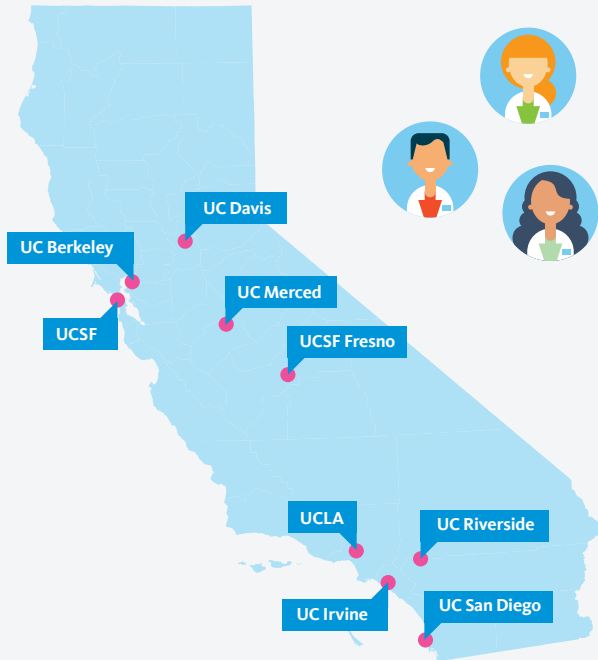 UC Davis
UC Berkeley
UC Merced
UCSF
UCSF Fresno
UCLA
UC Riverside
UC Irvine
UC San Diego